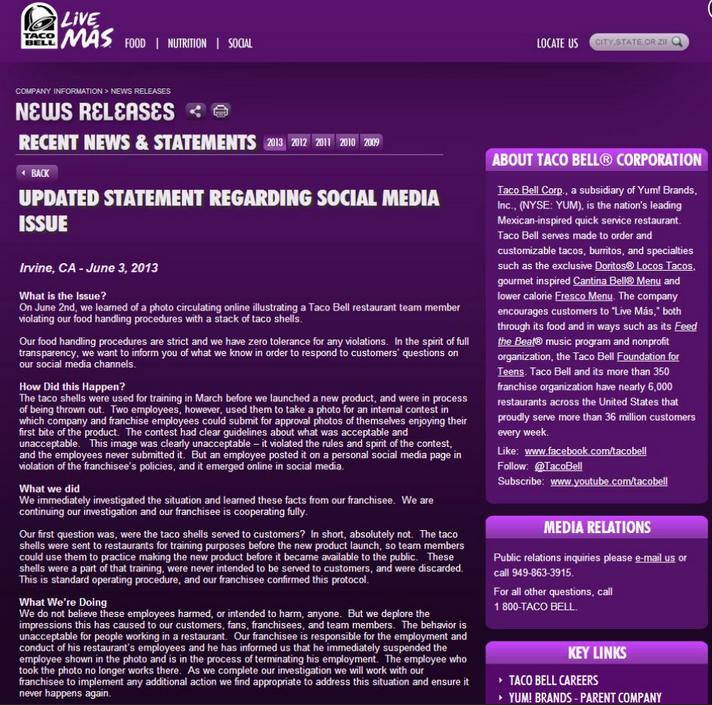 TACO BELL
LIVE MÁS
FOOD | NUTRITION | SOCIAL
LOCATE US
CITY,STATE,OR ZIP
COMPANY INFORMATION > NEWS RELEASES
NEWS RELEASES
RECENT NEWS & STATEMENTS 2013 2012 2011 2010 2009
BACK
UPDATED STATEMENT REGARDING SOCIAL MEDIA
ISSUE
Irvine, CA - June 3, 2013
What is the Issue?
On June 2nd, we learned of a photo circulating online illustrating a Taco Bell restaurant team member
violating our food handling procedures with a stack of taco shells.
Our food handling procedures are strict and we have zero tolerance for any violations. In the spirit of full
transparency, we want to inform you of what we know in order to respond to customers' questions on
our social media channels.
How Did this Happen?
The taco shells were used for training in March before we launched a new product, and were in process
of being thrown out. Two employees, however, used them to take a photo for an internal contest in
which company and franchise employees could submit for approval photos of themselves enjoying their
first bite of the product. The contest had clear guidelines about what was acceptable and
unacceptable. This image was clearly unacceptable – it violated the rules and spirit of the contest,
and the employees never submitted it. But an employee posted it on a personal social media page in
violation of the franchisee's policies, and it emerged online in social media.
What we did
We immediately investigated the situation and learned these facts from our franchisee. We are
continuing our investigation and our franchisee is cooperating fully.
Our first question was, were the taco shells served to customers? In short, absolutely not. The taco
shells were sent to restaurants for training purposes before the new product launch, so team members
could use them to practice making the new product before it became available to the public. These
shells were a part of that training, were never intended to be served to customers, and were discarded.
This is standard operating procedure, and our franchisee confirmed this protocol.
What We're Doing
We do not believe these employees harmed, or intended to harm, anyone. But we deplore the
impressions this has caused to our customers, fans, franchisees, and team members. The behavior is
unacceptable for people working in a restaurant. Our franchisee is responsible for the employment and
conduct of his restaurant's employees and he has informed us that he immediately suspended the
employee shown in the photo and is in the process of terminating his employment. The employee who
took the photo no longer works there. As we complete our investigation we will work with our
franchisee to implement any additional action we find appropriate to address this situation and ensure it
never happens again.
ABOUT TACO BELL® CORPORATION
Taco Bell Corp., a subsidiary of Yum! Brands,
Inc., (NYSE: YUM), is the nation's leading
Mexican-inspired quick service restaurant.
Taco Bell serves made to order and
customizable tacos, burritos, and specialties
such as the exclusive Doritos® Locos Tacos,
gourmet inspired Cantina Bell® Menu and
lower calorie Fresco Menu. The company
encourages customers to "Live Más," both
through its food and in ways such as its Feed
the Beat® music program and nonprofit
organization, the Taco Bell Foundation for
Teens. Taco Bell and its more than 350
franchise organization have nearly 6,000
restaurants across the United States that
proudly serve more than 36 million customers
every week.
Like: www.facebook.com/tacobell
Follow: @TacoBell
Subscribe: www.youtube.com/tacobell
MEDIA RELATIONS
Public relations inquiries please e-mail us or
call 949-863-3915.
For all other questions, call
1 800-TACO BELL.
KEY LINKS
TACO BELL CAREERS
YUM! BRANDS - PARENT COMPANY